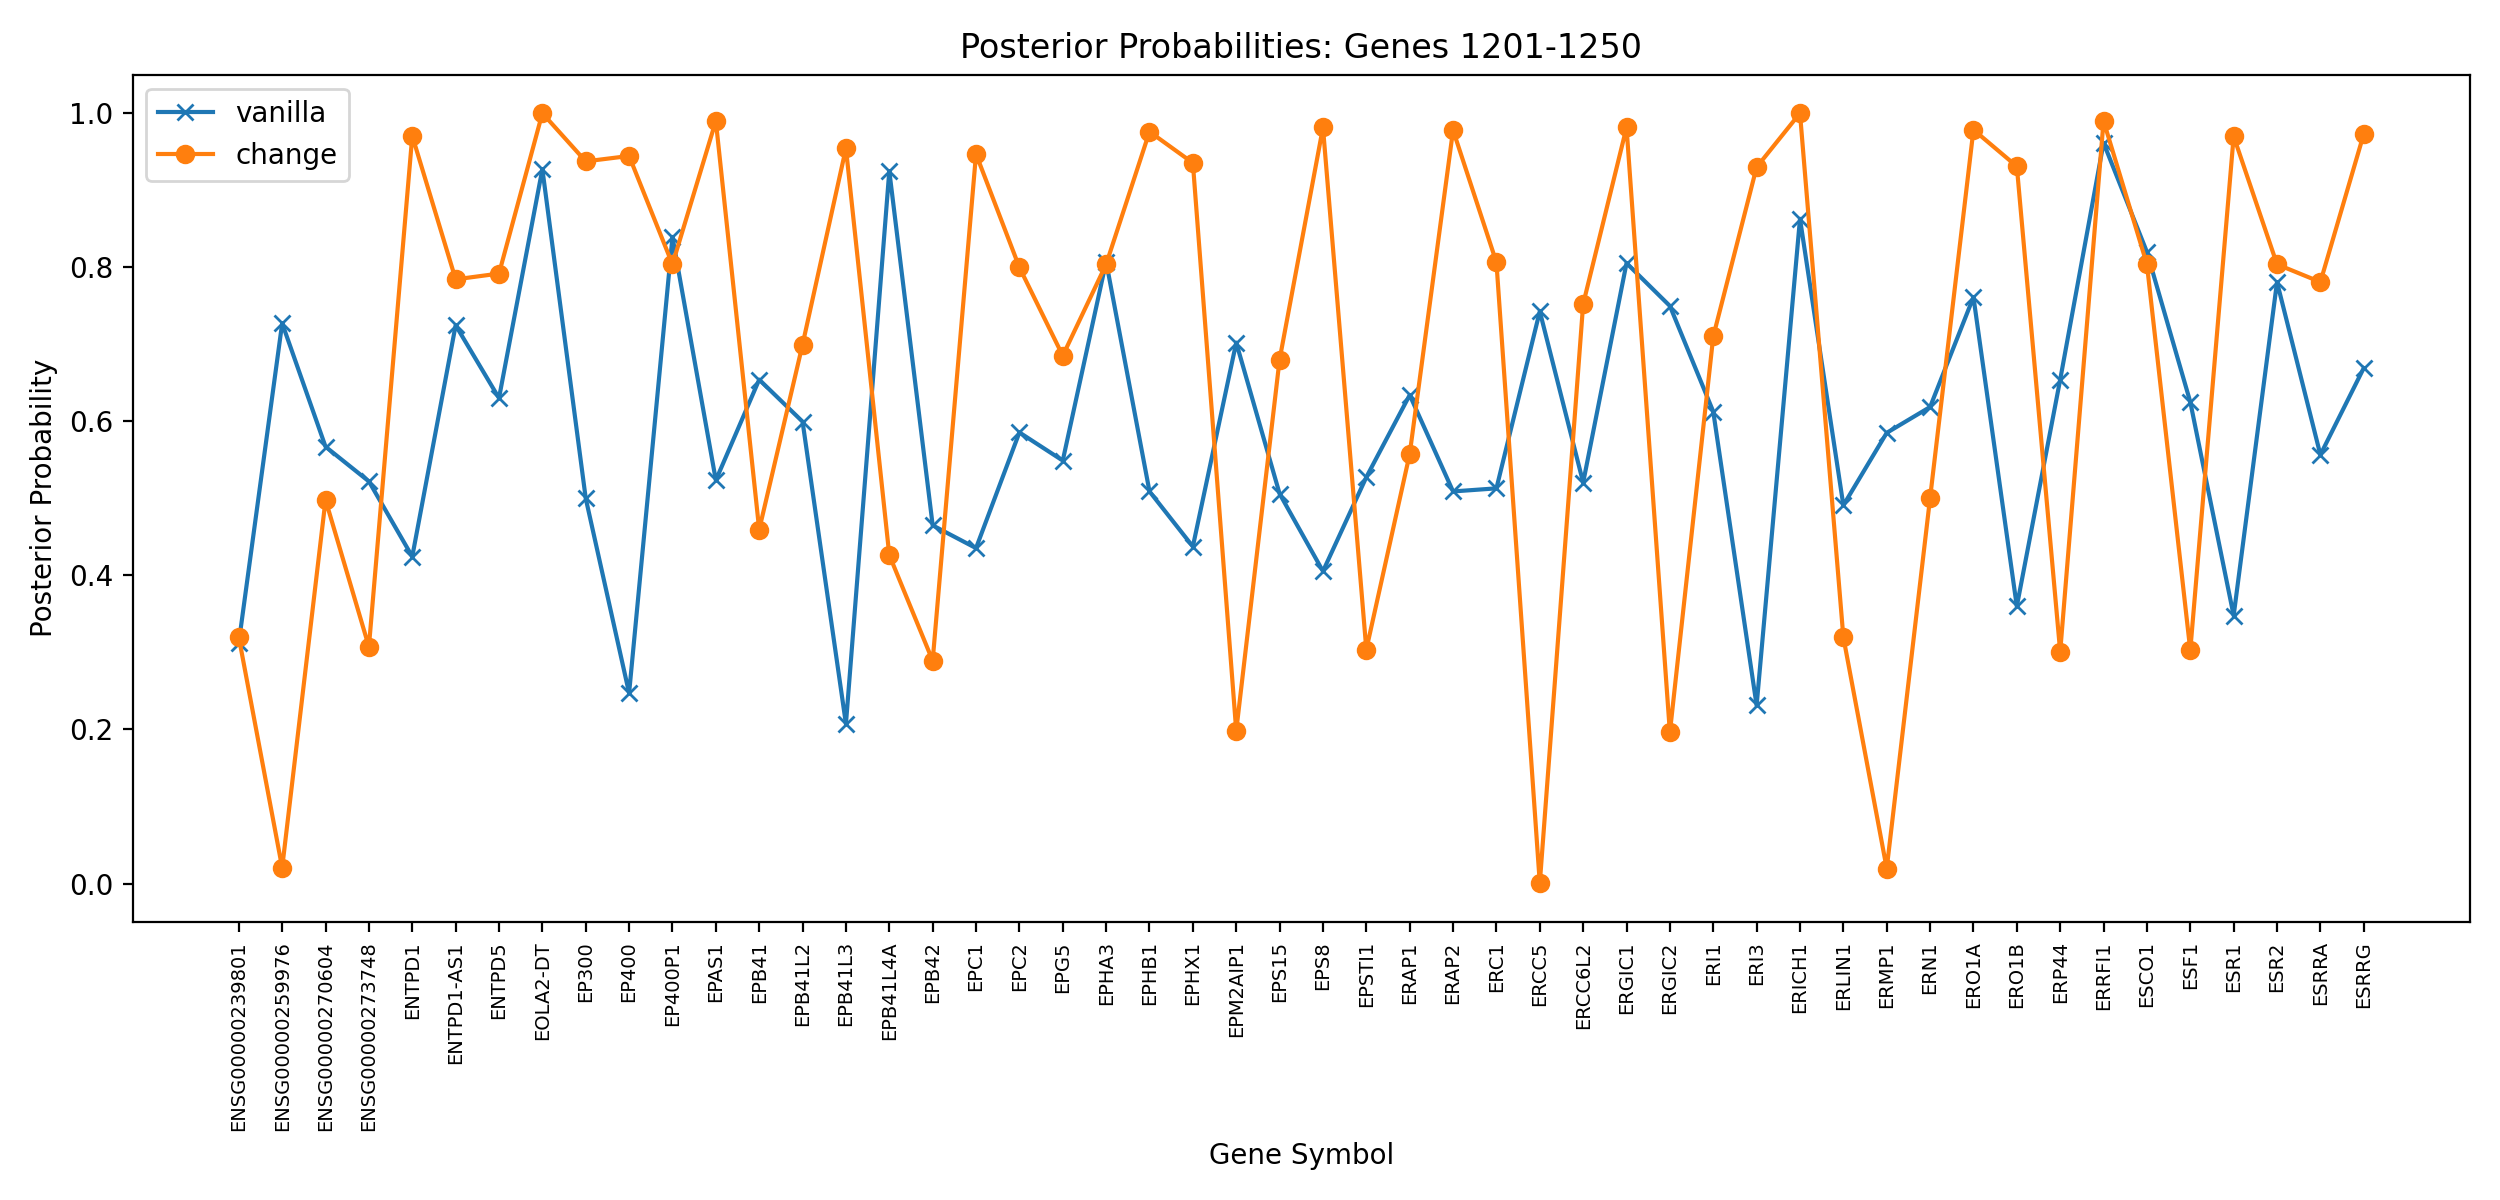 Posterior Probabilities: Genes 1201-1250
vanilla
change
Posterior Probability
1.0
0.8
0.6
0.4
0.2
0.0
ENSG00000239801
ENSG00000259976
ENSG00000270604
ENSG00000273748
ENTPD1
ENTPD1-AS1
ENTPD5
EOLA2-DT
EP300
EP400
EP400P1
EPAS1
EPB41
EPB41L2
EPB41L3
EPB41L4A
EPB42
EPC1
EPC2
EPG5
EPHA3
EPHB1
EPHX1
EPM2AIP1
EPS15
EPS8
EPSTI1
ERAP1
ERAP2
ERC1
ERCC5
ERCC6L2
ERGIC1
ERGIC2
ERI1
ERI3
ERICH1
ERLIN1
ERMP1
ERN1
ERO1A
ERO1B
ERP44
ERRFI1
ESCO1
ESF1
ESR1
ESR2
ESRRA
ESRRG
Gene Symbol